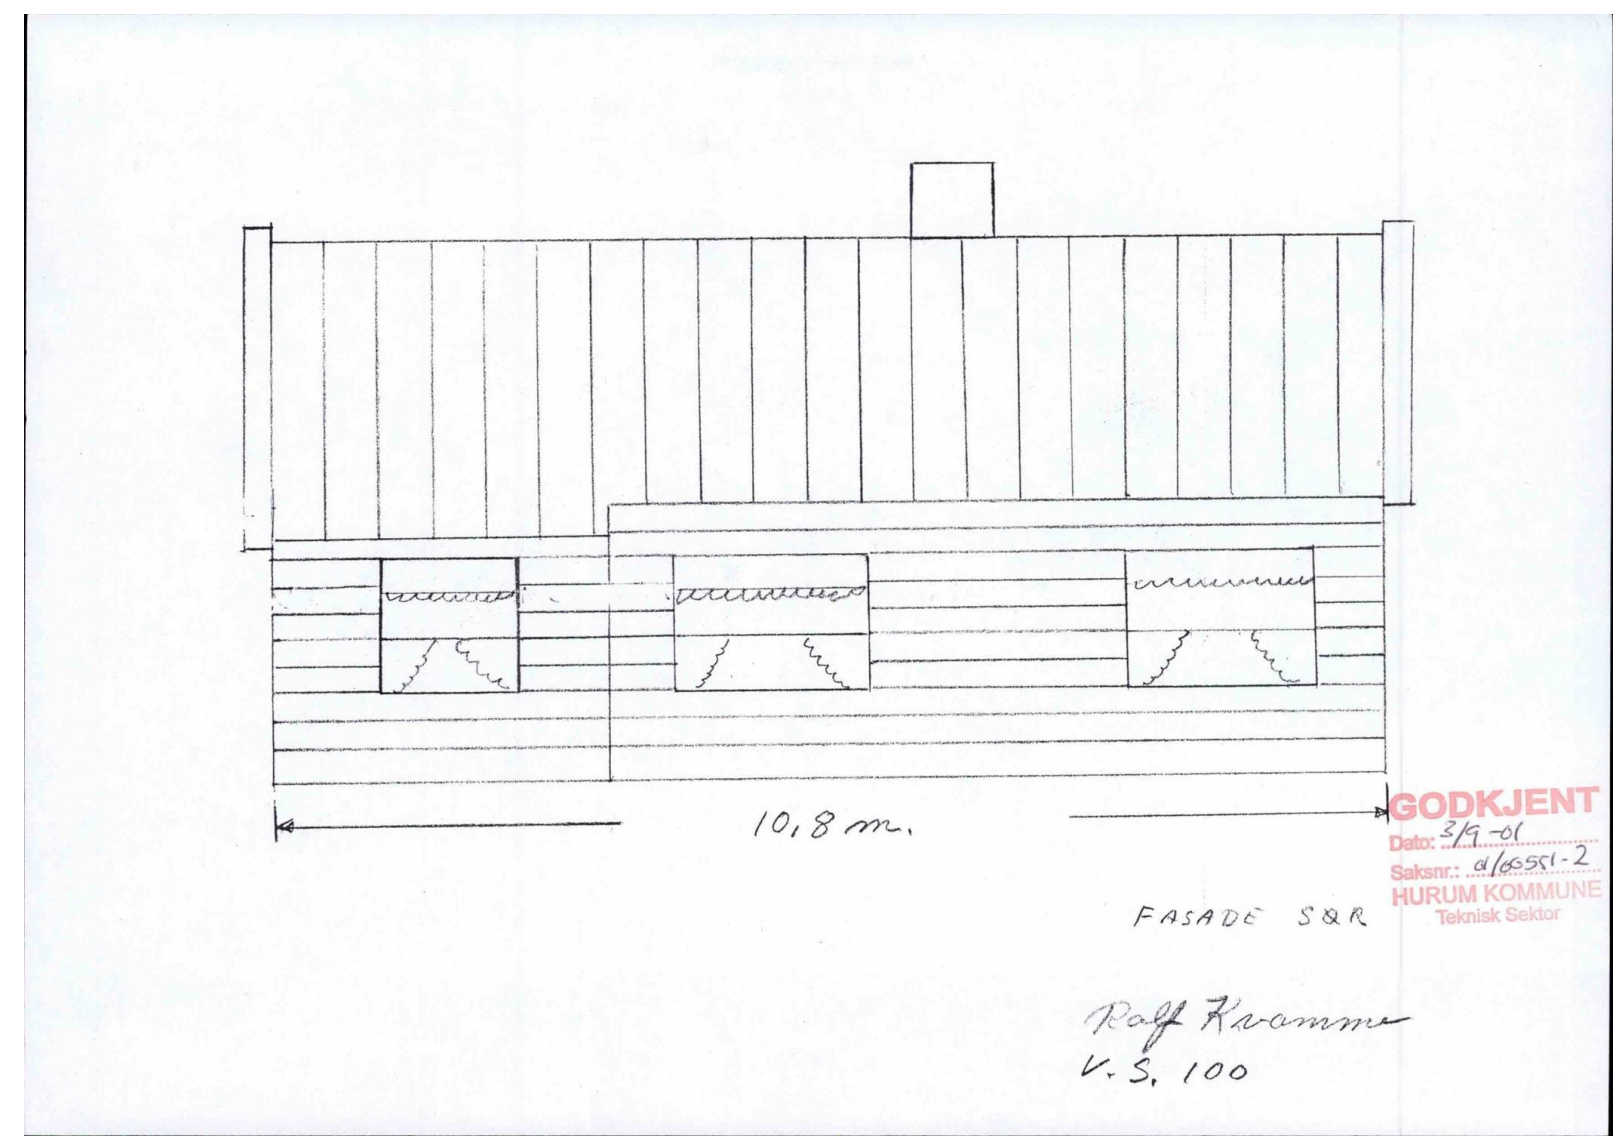 10,8 m.
GODKJENT
Dato: 3/9-01
Saksnr.: 01/00551-2
HURUM KOMMUNE
Teknisk Sektor
FASADE SØR
Rolf Kvamme
V. S. 100